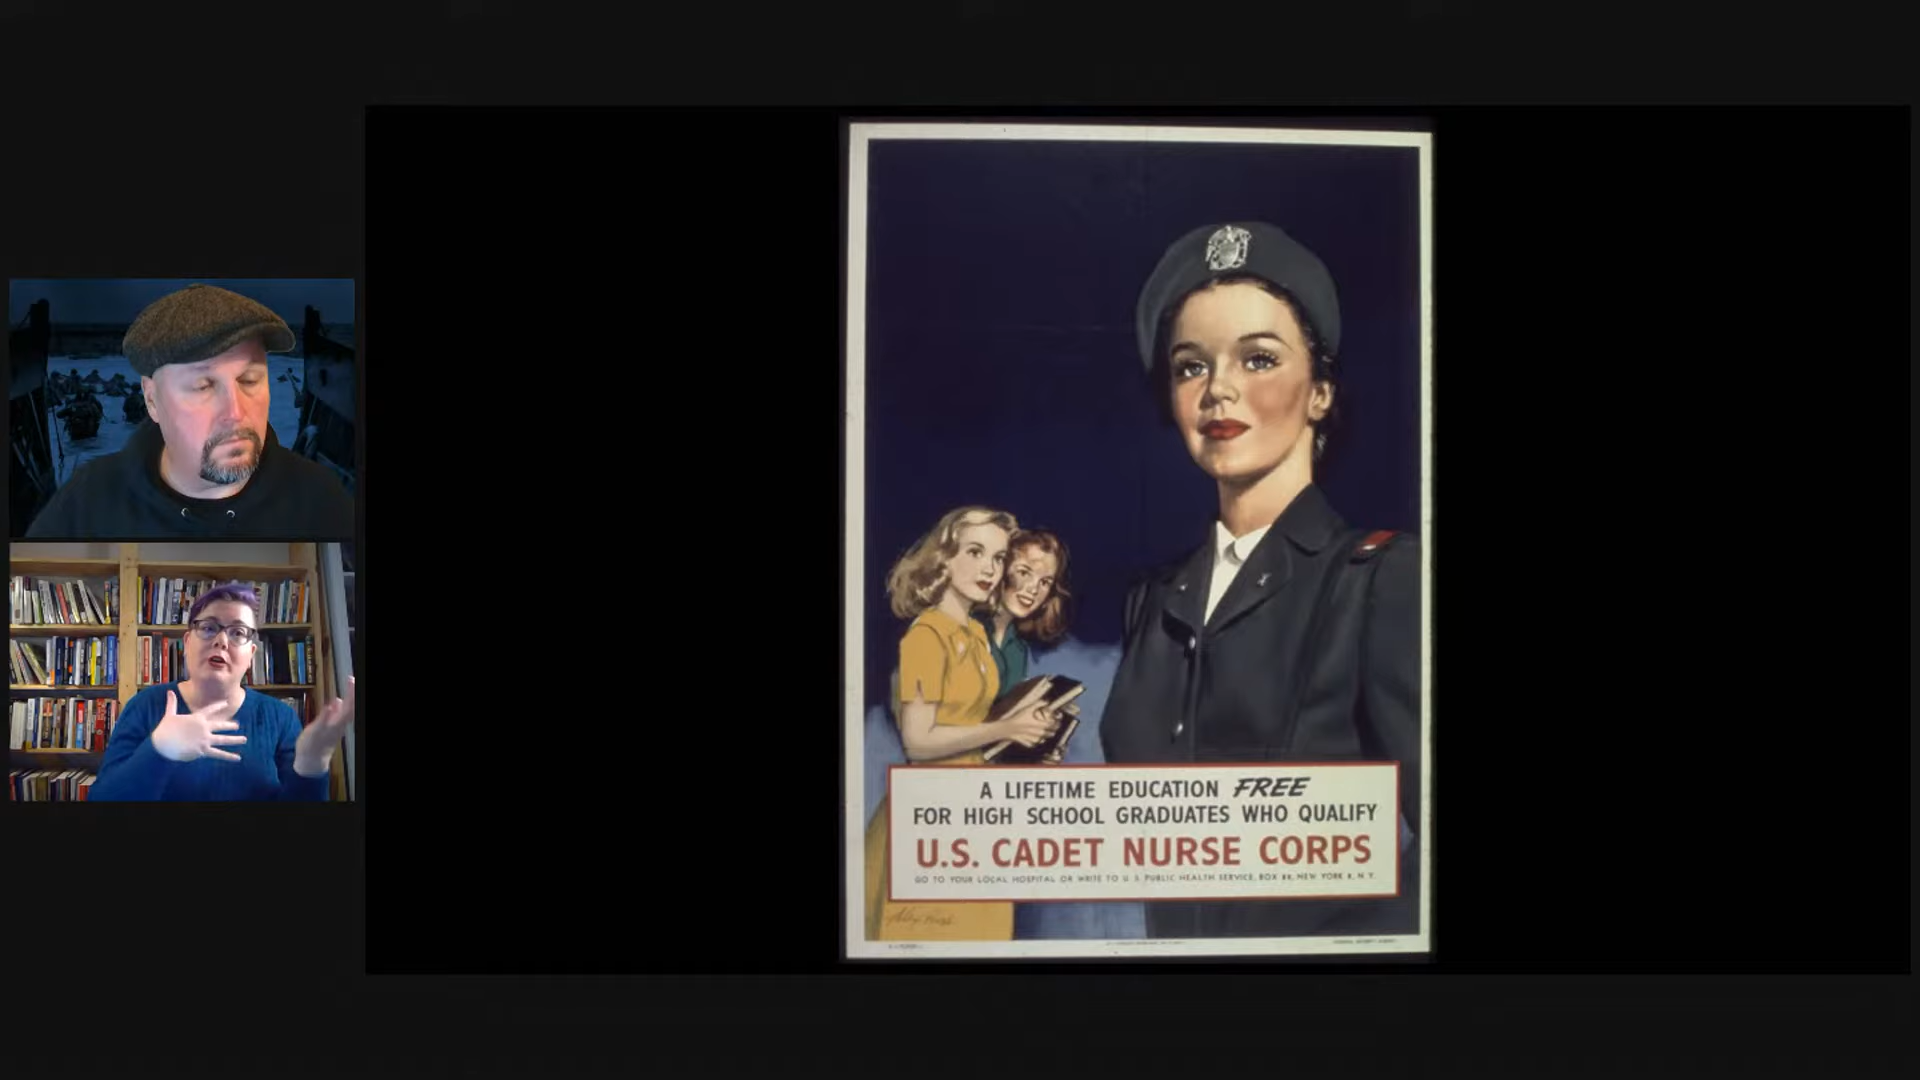 A LIFETIME EDUCATION FREE
FOR HIGH SCHOOL GRADUATES WHO QUALIFY
U.S. CADET NURSE CORPS
GO TO YOUR LOCAL HOSPITAL OR WRITE TO U.S. PUBLIC HEALTH SERVICE, BOX 88, NEW YORK 8, N.Y.